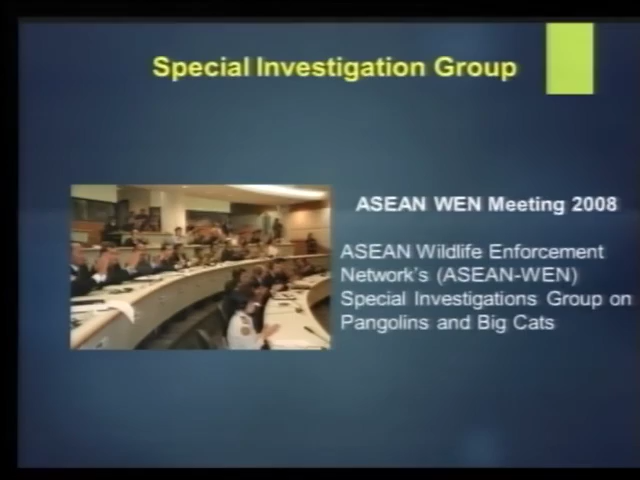 Special Investigation Group
ASEAN WEN Meeting 2008
ASEAN Wildlife Enforcement
Network's (ASEAN-WEN)
Special Investigations Group on
Pangolins and Big Cats